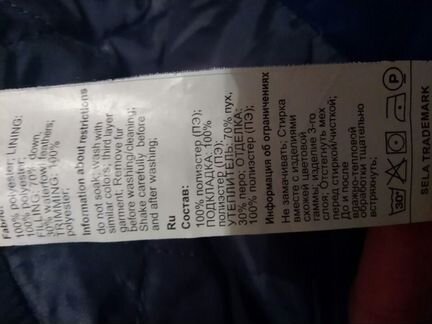 100% polyester; LINING:
100% polyester;
FILLING: 70% down,
TRIMMING: 100%
polyester;
Information about restrictions
do not soak; wash with
similar colors, third layer
garment. Remove fur
before washing/cleaning;
Shake carefully before
and after washing;
Ru
Состав:
100% полиэстер (ПЭ);
ПОДКЛАДКА: 100%
полиэстер (ПЭ);
УТЕПЛИТЕЛЬ: 70% пух,
30% перо; ОТДЕЛКА:
100% полиэстер (ПЭ);
Информация об ограничениях
Не замачивать; Стирка
вместе с изделиями
схожей цветовой
гаммы; изделие 3-го
слоя Отстегнуть мех
перед стиркой/чисткой;
До и после
влажно-тепловой
обработки тщательно
встряхнуть;
30°
P
SELA TRADEMARK